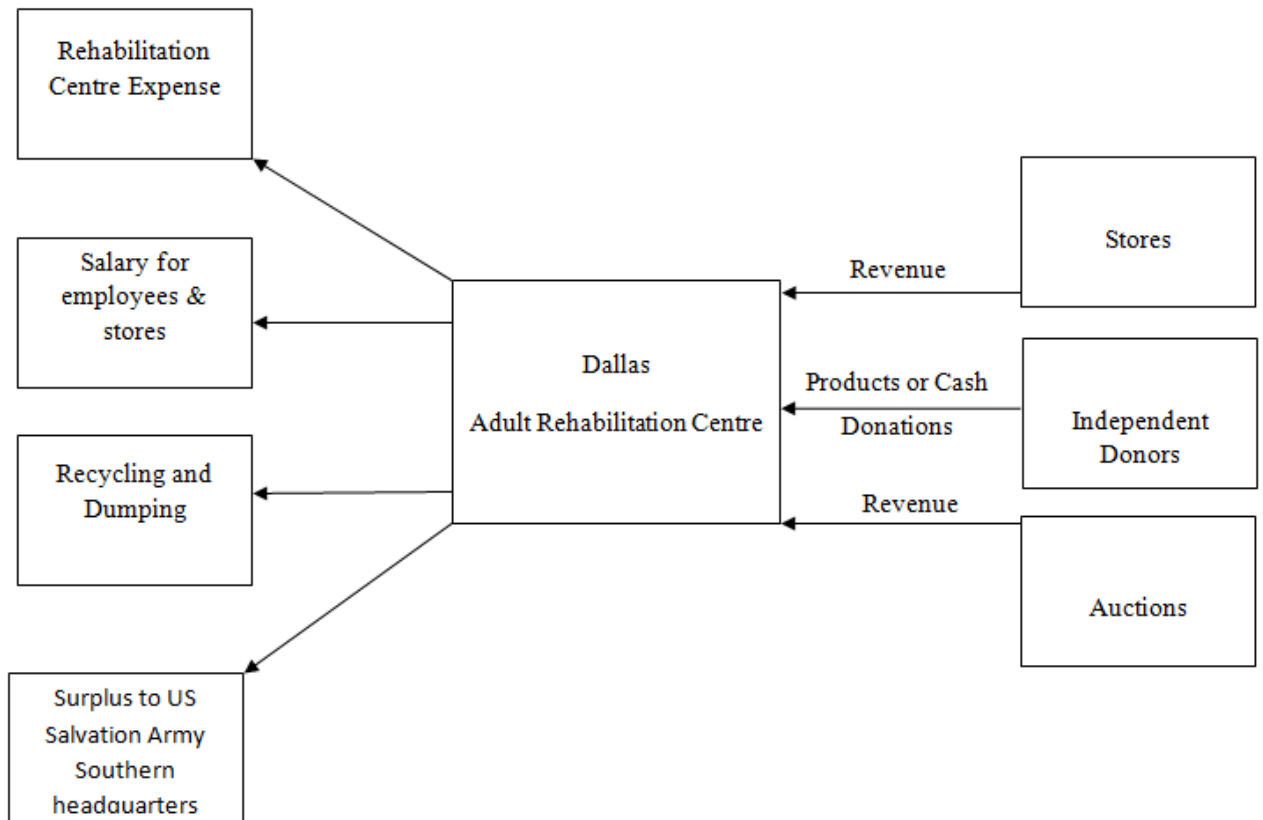 Rehabilitation
Centre Expense
Salary for
employees &
stores
Recycling and
Dumping
Surplus to US
Salvation Army
Southern
headquarters
Dallas
Adult Rehabilitation Centre
Revenue
Products or Cash
Donations
Revenue
Stores
Independent
Donors
Auctions